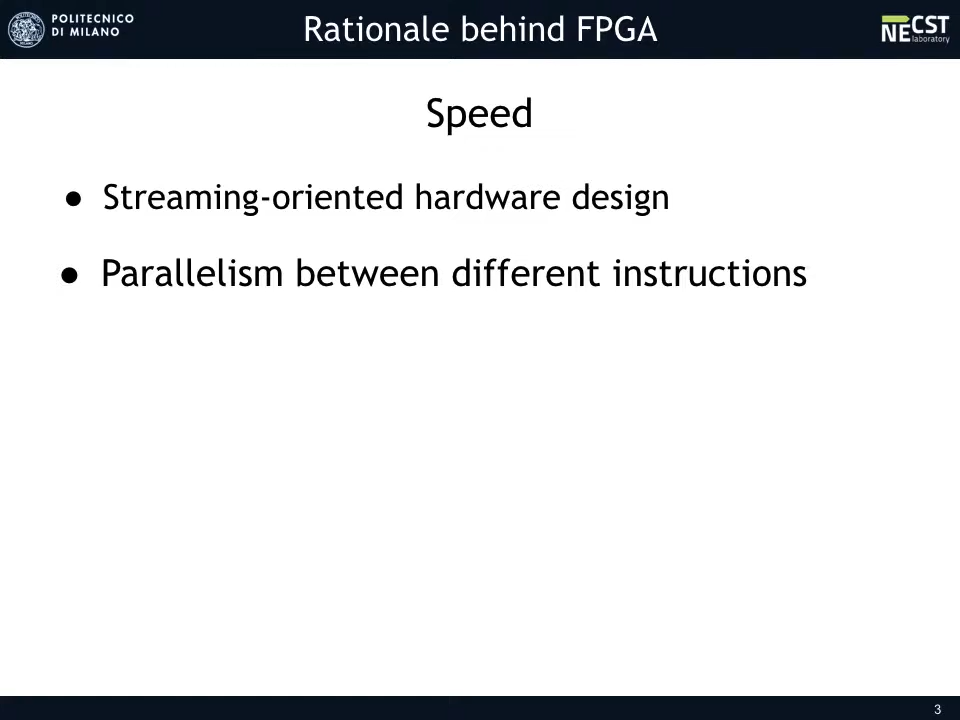 POLITECNICO
DI MILANO
Rationale behind FPGA
NECST
laboratory
Speed
● Streaming-oriented hardware design
● Parallelism between different instructions
3